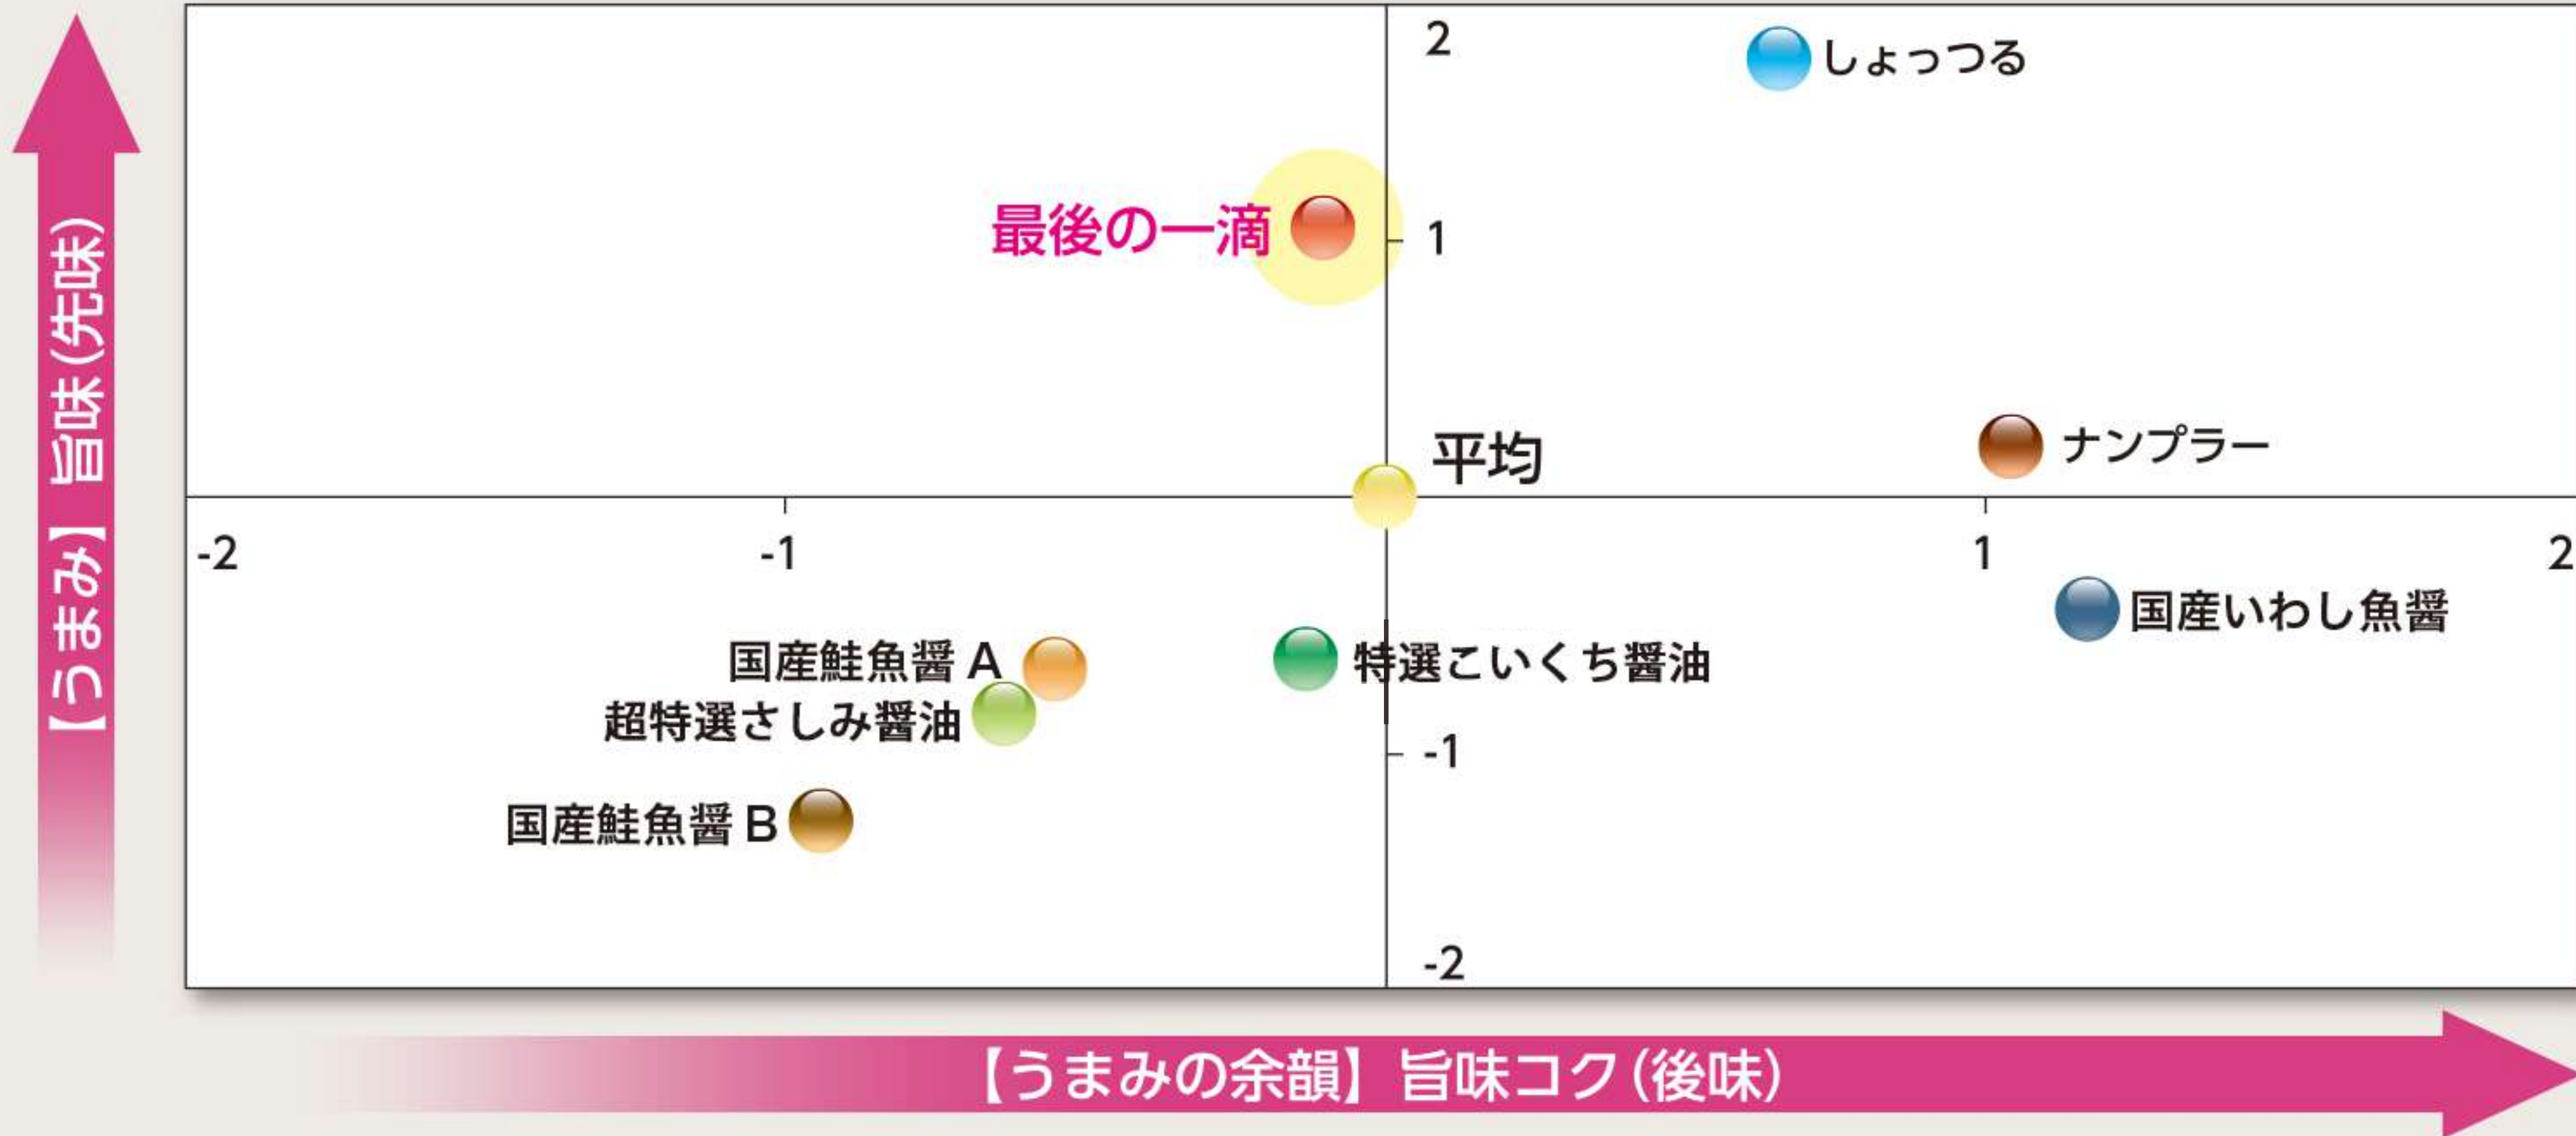 【うまみ】旨味(先味)
2
しょっつる
最後の一滴
1
平均
ナンプラー
-2
-1
1
2
国産いわし魚醤
国産鮭魚醤 A
特選こいくち醤油
超特選さしみ醤油
-1
国産鮭魚醤 B
-2
【うまみの余韻】旨味コク(後味)